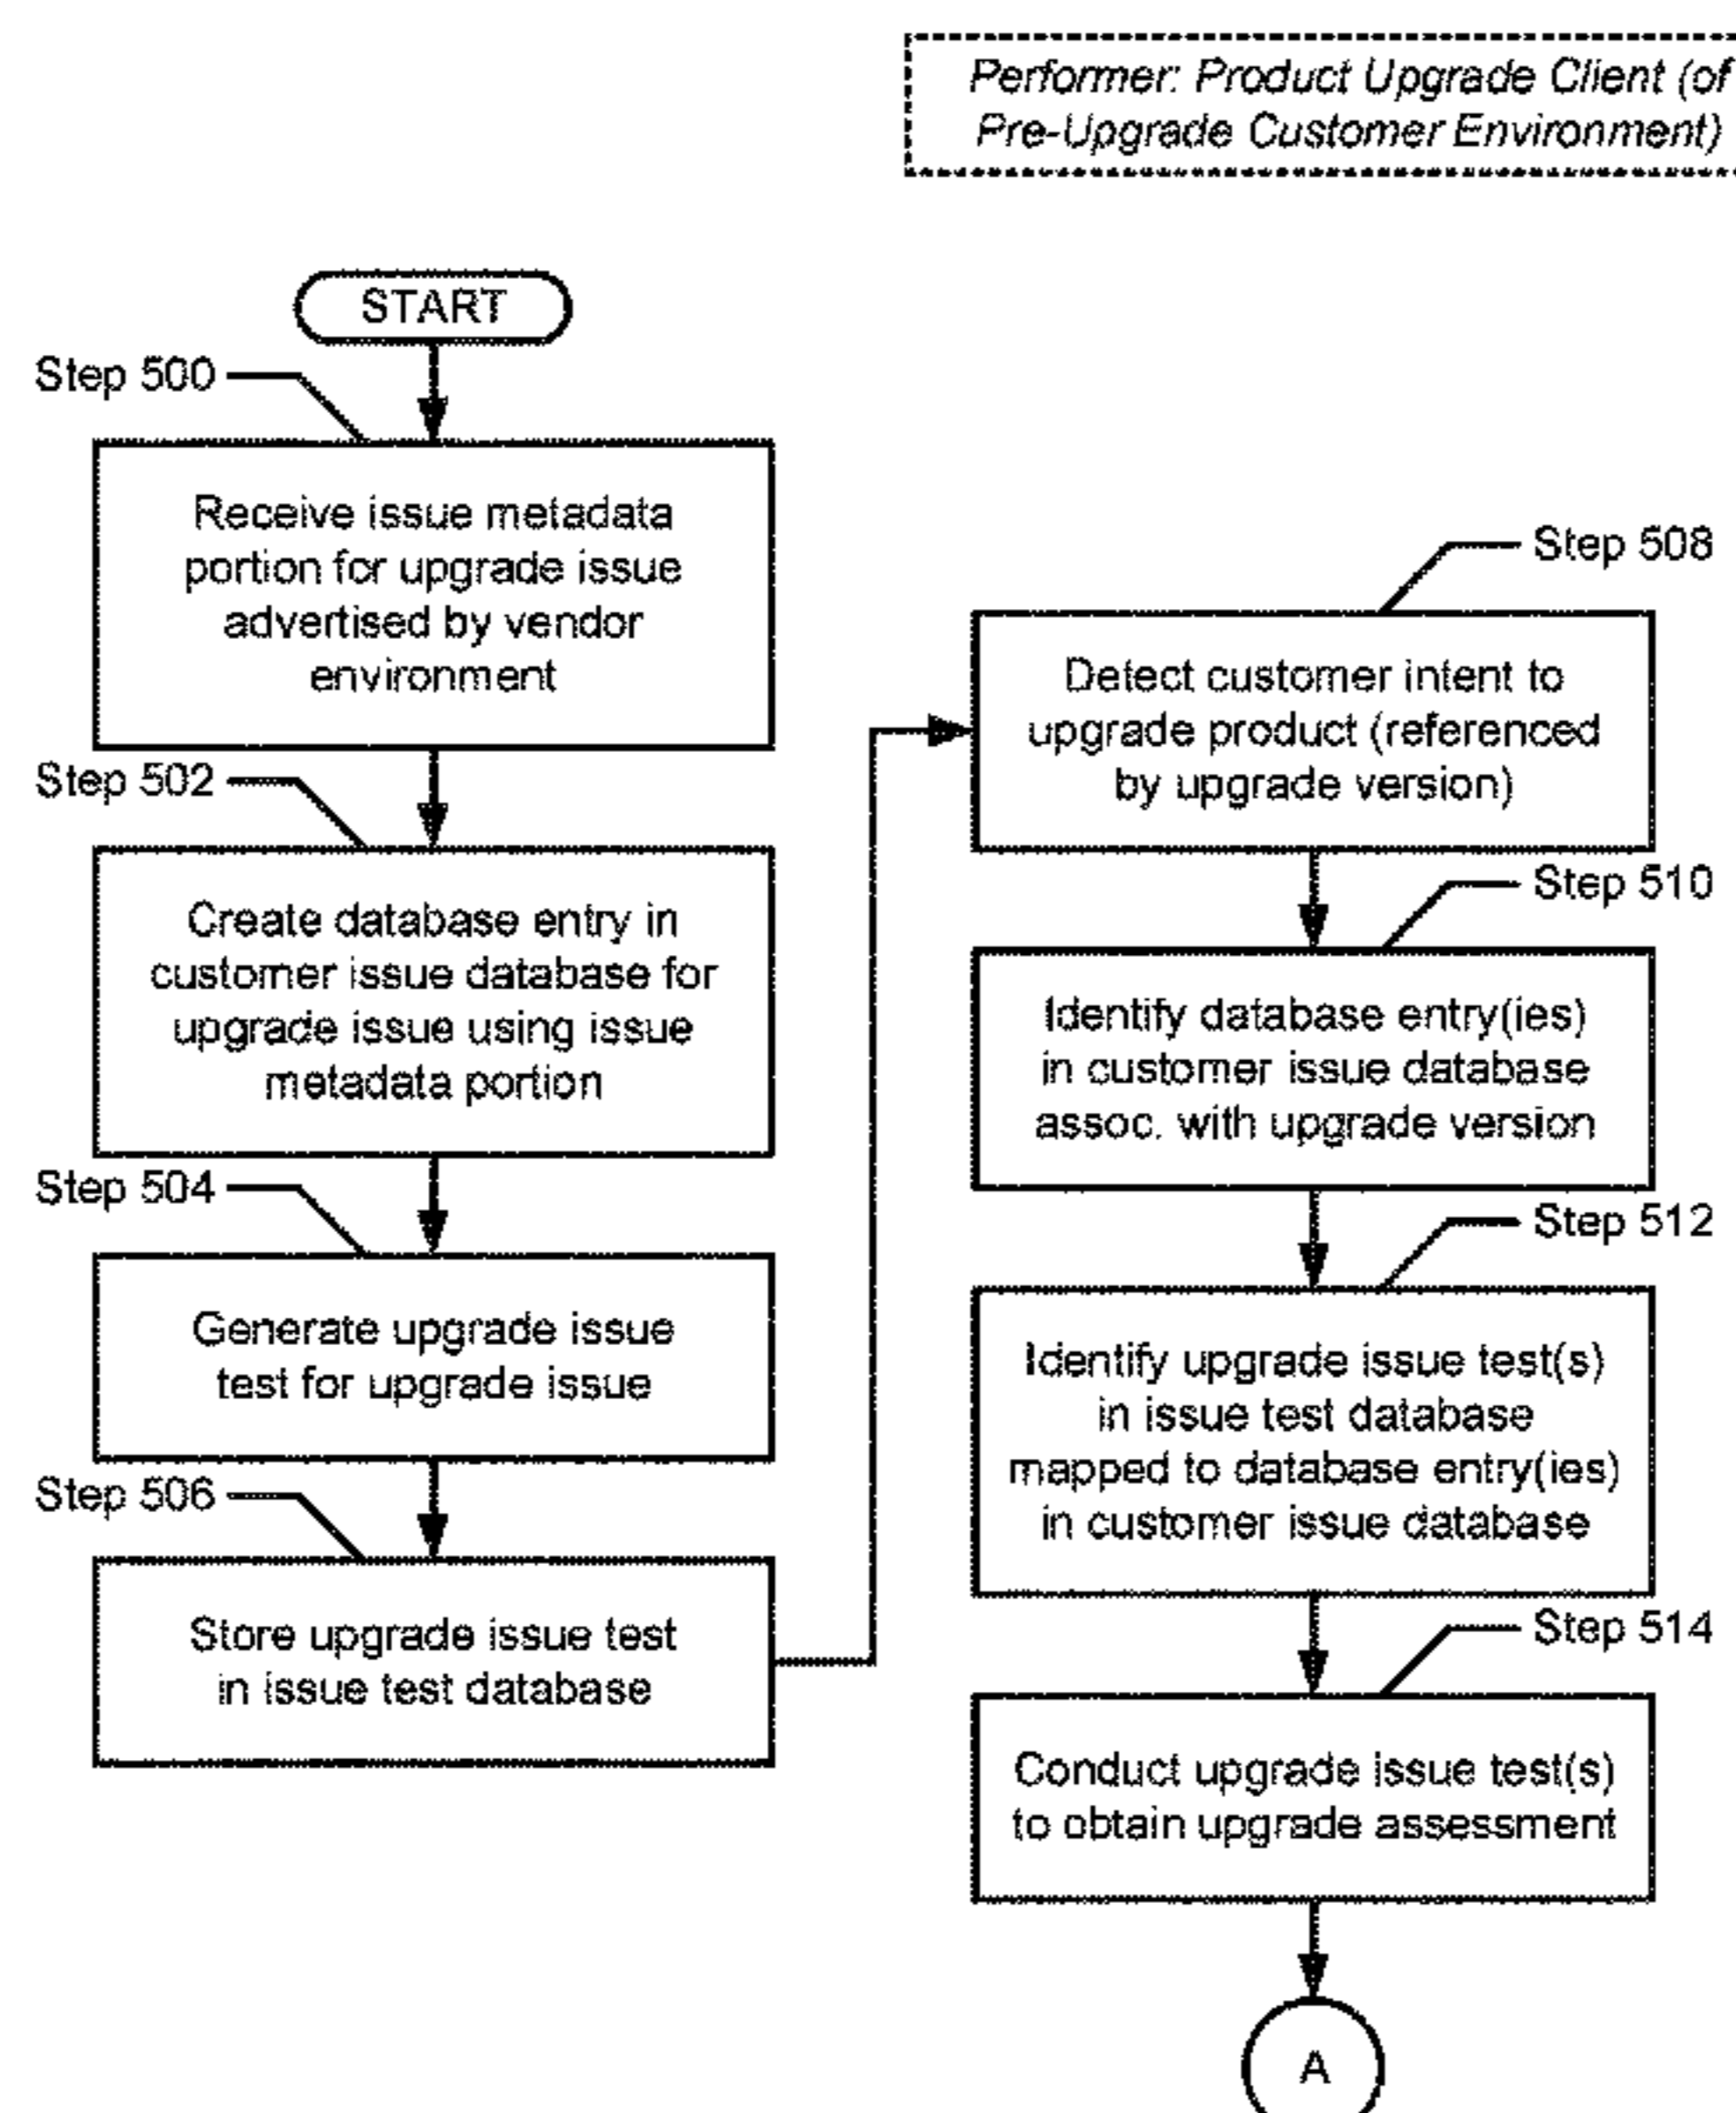 Performer: Product Upgrade Client (of
Pre-Upgrade Customer Environment)
START
Step 500
Receive issue metadata
portion for upgrade issue
advertised by vendor
environment
Step 502
Create database entry in
customer issue database for
upgrade issue using issue
metadata portion
Step 504
Generate upgrade issue
test for upgrade issue
Step 506
Store upgrade issue test
in issue test database
Step 508
Detect customer intent to
upgrade product (referenced
by upgrade version)
Step 510
Identify database entry(ies)
in customer issue database
assoc. with upgrade version
Step 512
Identify upgrade issue test(s)
in issue test database
mapped to database entry(ies)
in customer issue database
Step 514
Conduct upgrade issue test(s)
to obtain upgrade assessment
A